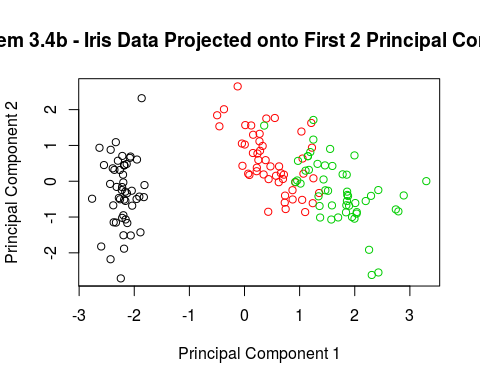 em 3.4b - Iris Data Projected onto First 2 Principal Co
Principal Component 2
2
1
0
-1
-2
-3 -2 -1 0 1 2 3
Principal Component 1